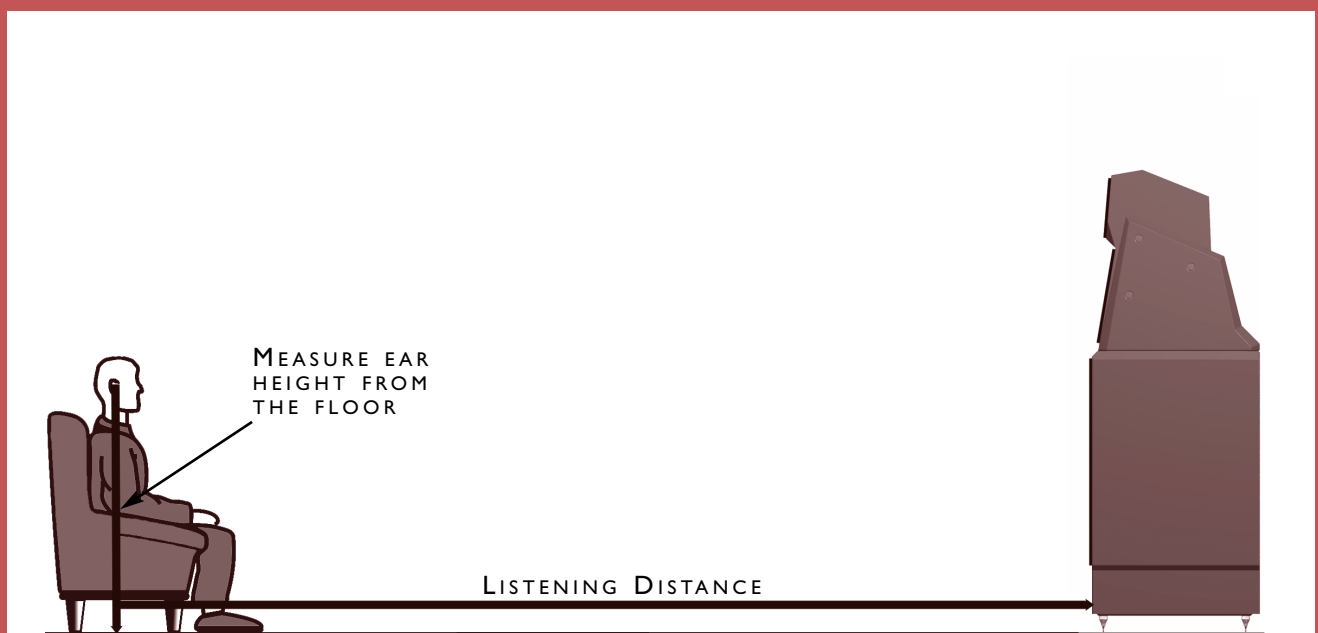 MEASURE EAR
HEIGHT FROM
THE FLOOR
LISTENING DISTANCE